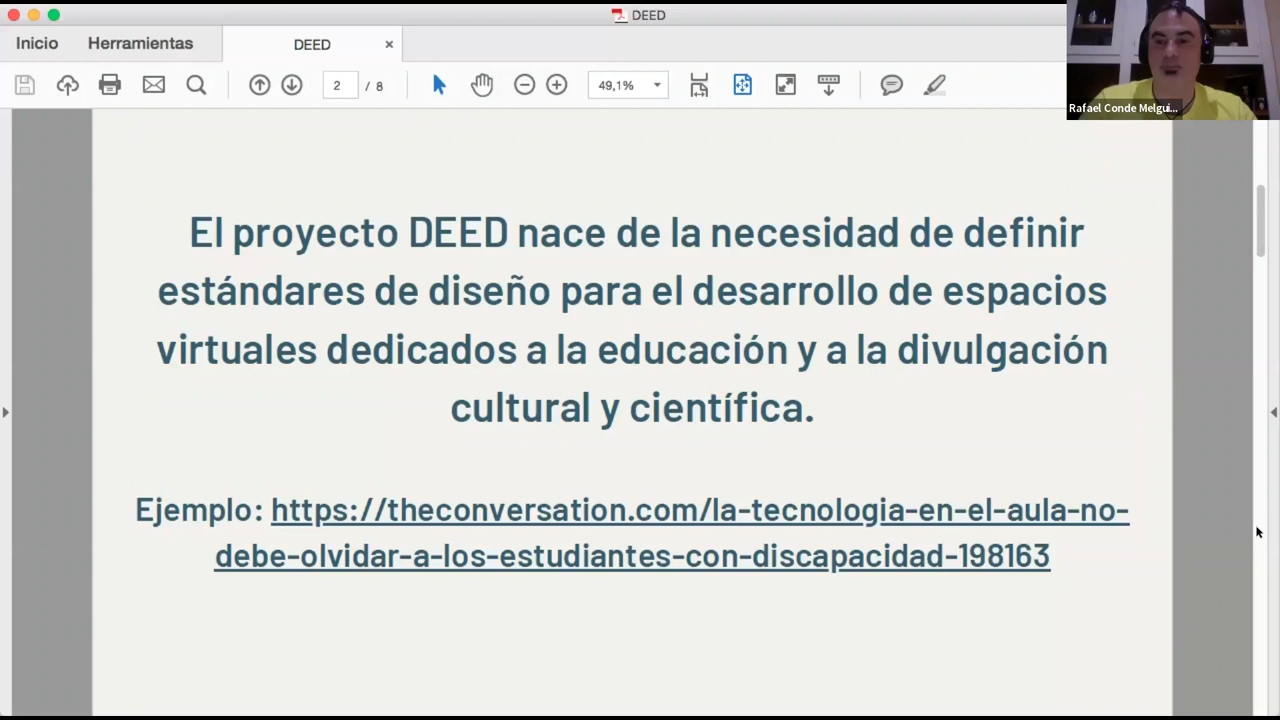 DEED
Inicio
Herramientas
DEED
2 / 8
49,1%
Rafael Conde Melgui...
El proyecto DEED nace de la necesidad de definir
estándares de diseño para el desarrollo de espacios
virtuales dedicados a la educación y a la divulgación
cultural y científica.
Ejemplo: https://theconversation.com/la-tecnologia-en-el-aula-no-
debe-olvidar-a-los-estudiantes-con-discapacidad-198163